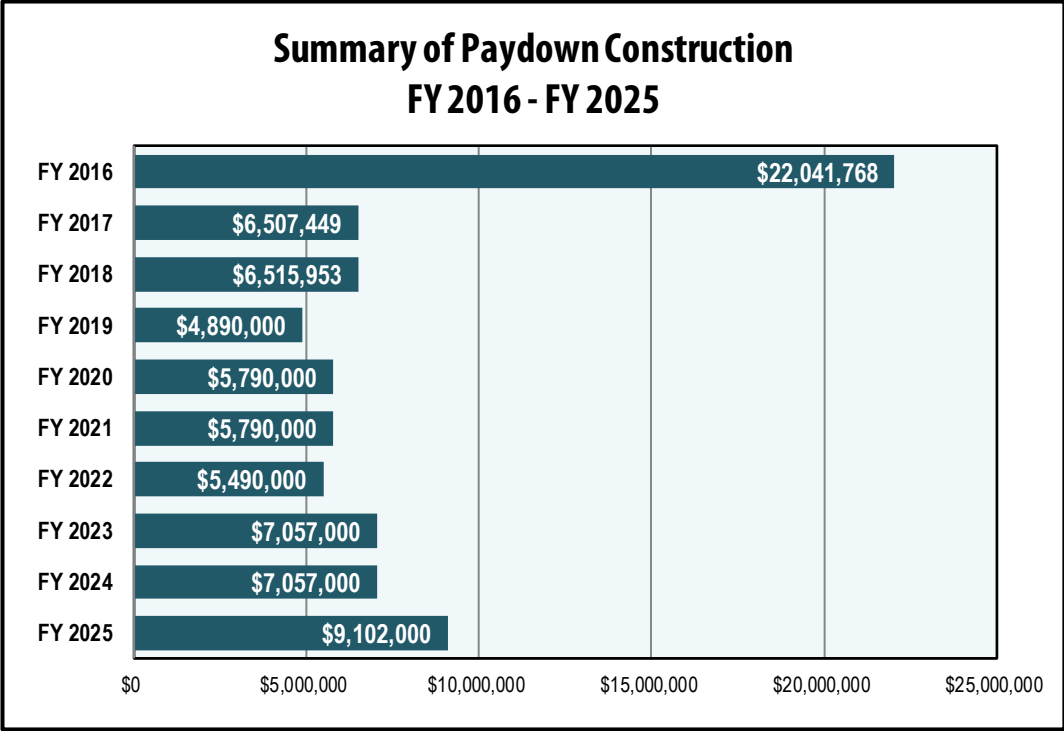 Summary of Paydown Construction
FY 2016 - FY 2025
FY 2016 $22,041,768
FY 2017 $6,507,449
FY 2018 $6,515,953
FY 2019 $4,890,000
FY 2020 $5,790,000
FY 2021 $5,790,000
FY 2022 $5,490,000
FY 2023 $7,057,000
FY 2024 $7,057,000
FY 2025 $9,102,000
$0 $5,000,000 $10,000,000 $15,000,000 $20,000,000 $25,000,000